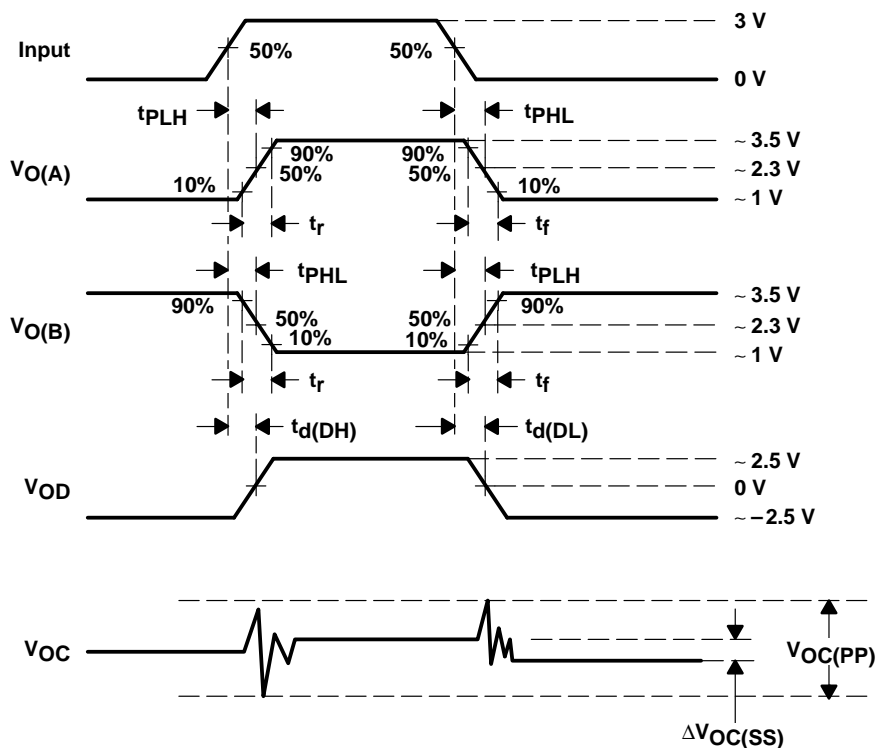 3 V
Input
50%
50%
0 V
tPLH
tPHL
~ 3.5 V
90%
90%
VO(A)
50%
50%
~ 2.3 V
10%
10%
~ 1 V
tr
tf
tPHL
tPLH
90%
90%
~ 3.5 V
VO(B)
50%
50%
~ 2.3 V
10%
10%
~ 1 V
tr
tf
td(DH)
td(DL)
~ 2.5 V
VOD
0 V
~ −2.5 V
VOC
VOC(PP)
ΔVOC(SS)